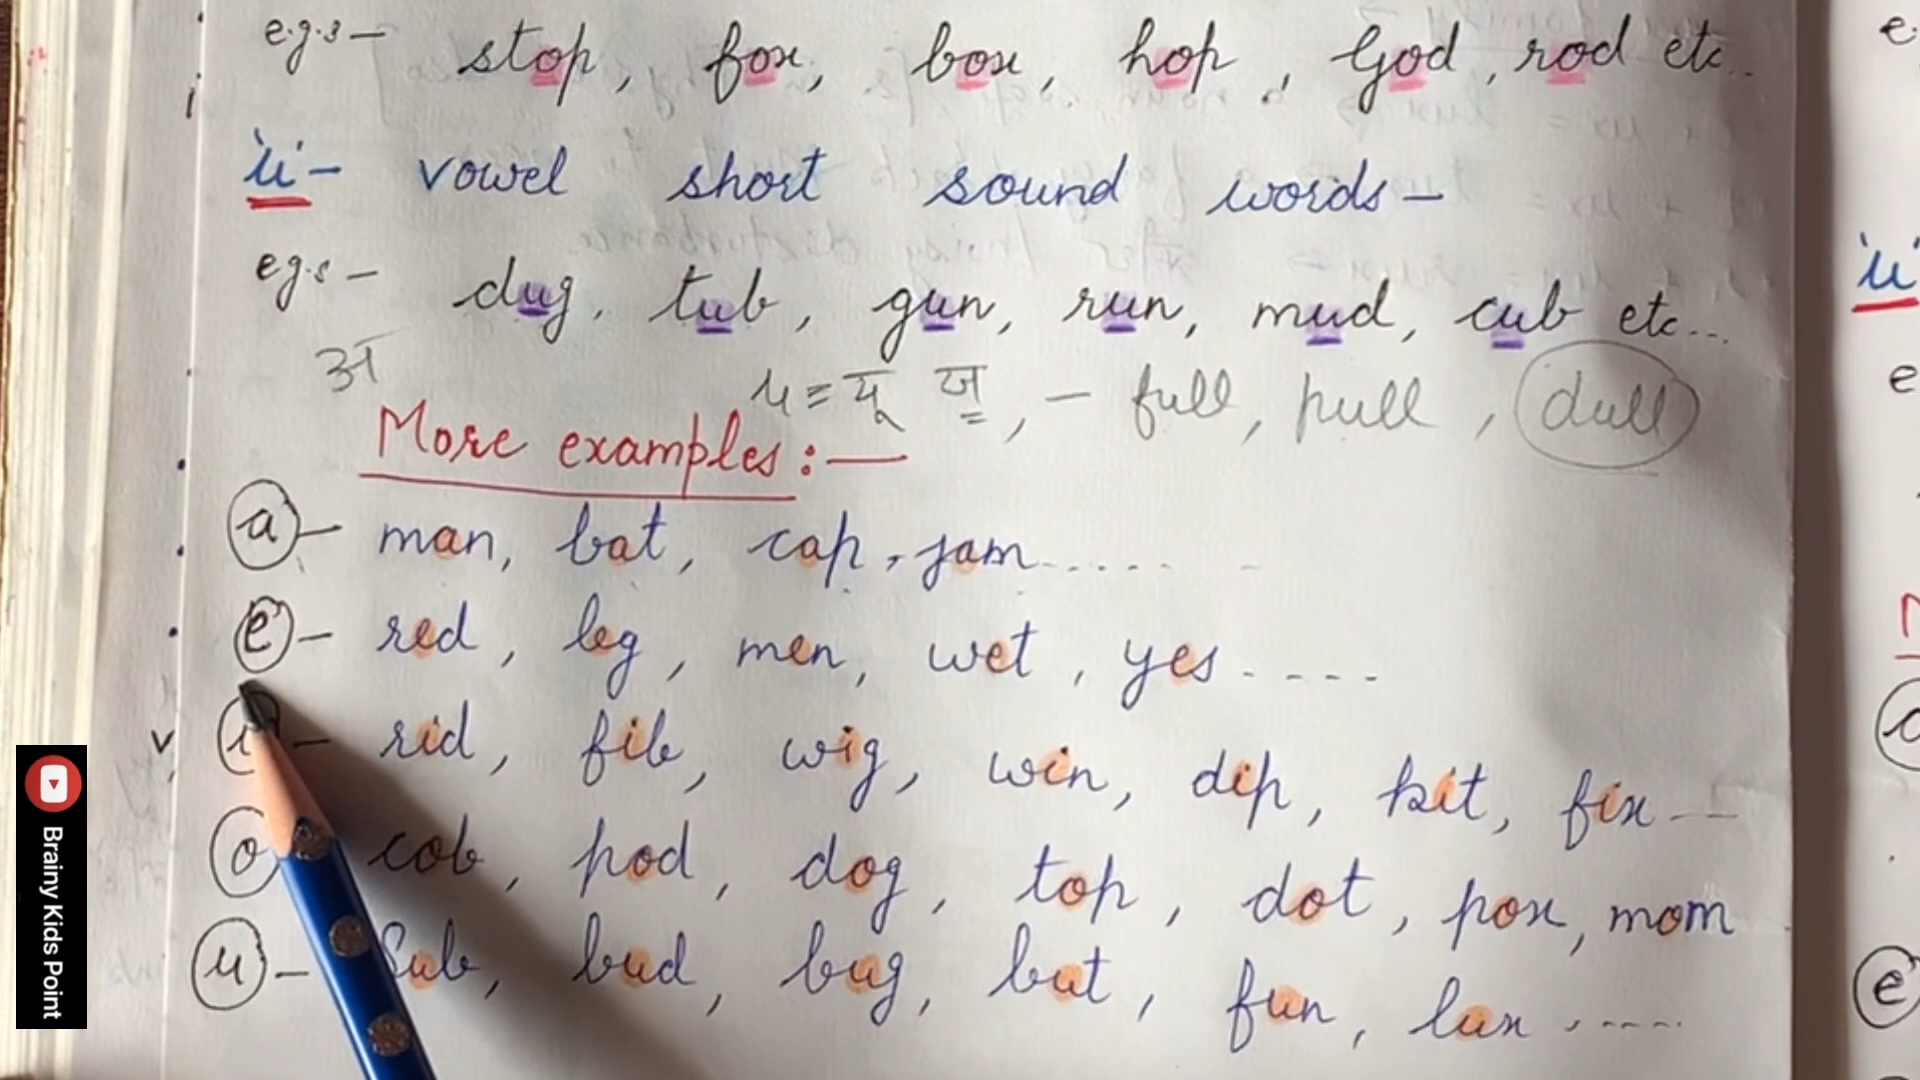 e.g.s- stop, fox, box, hop, God, rod etc..
'u'- vowel short sound words-
e.g.s- dug, tub, gun, run, mud, cub etc...
अ
u = यू - full, pull, dull
More examples:-
a - man, bat, cap, jam.....
e - red, leg, men, wet, yes.....
i - rid, fib, wig, win, dip, kit, fix--
o cob, pod, dog, top, dot, pox, mom
u - Sub, bud, bug, but, fun, lux.....
e.
'u'
e
e
Brainy Kids Point